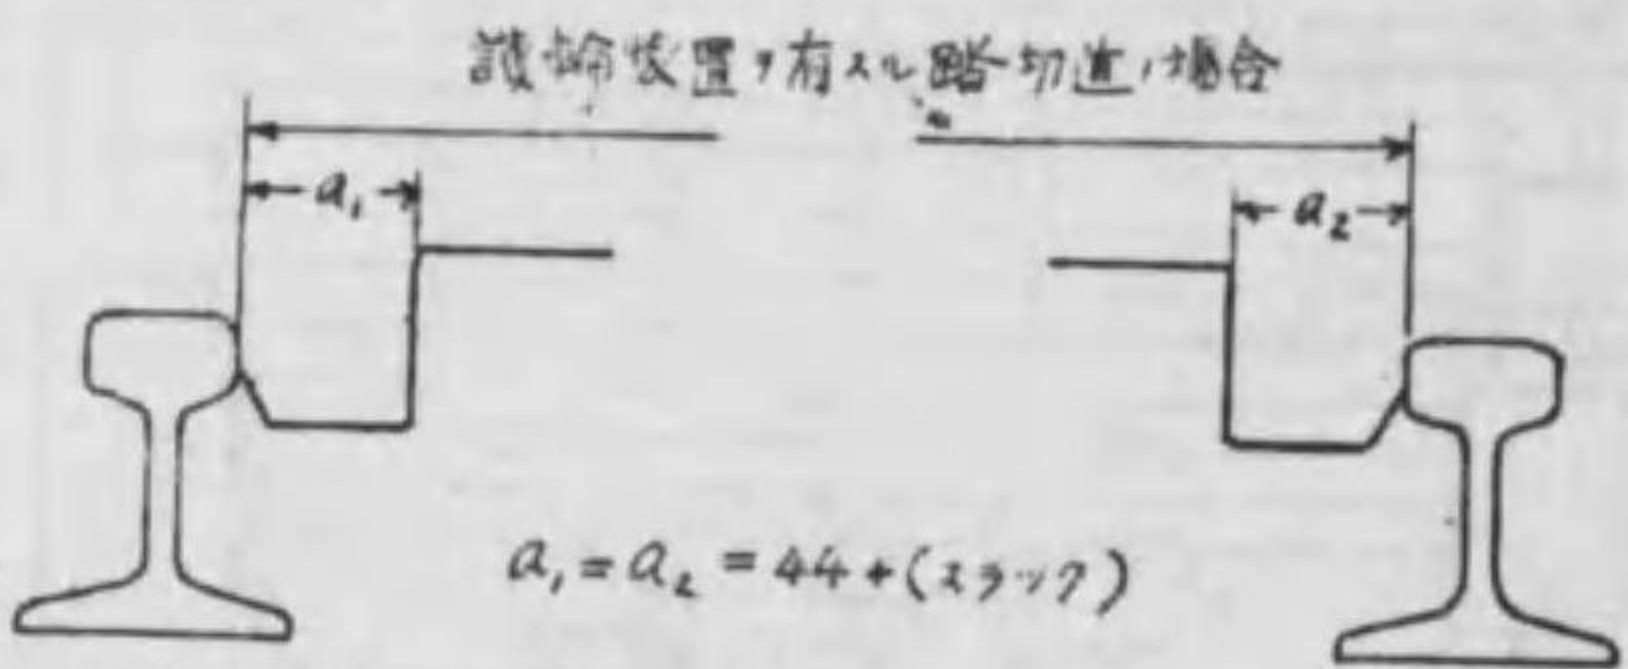 護輪装置ヲ有スル踏切道ノ場合
a₁
a₂
a₁ = a₂ = 44 + (スラック)